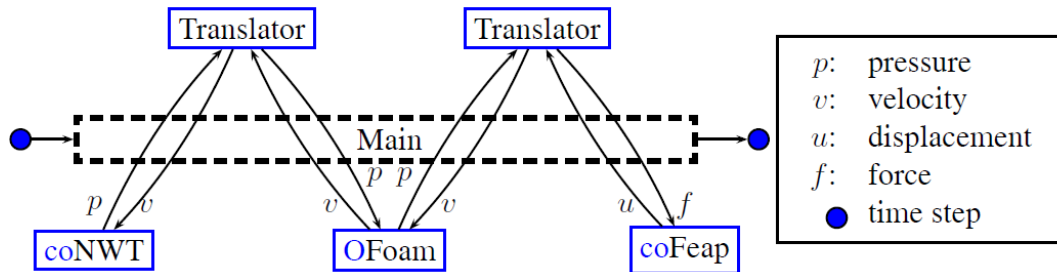 Translator
Translator
Main
p p
p v
v
v
u f
coNWT
OFoam
coFeap
p: pressure
v: velocity
u: displacement
f: force
time step